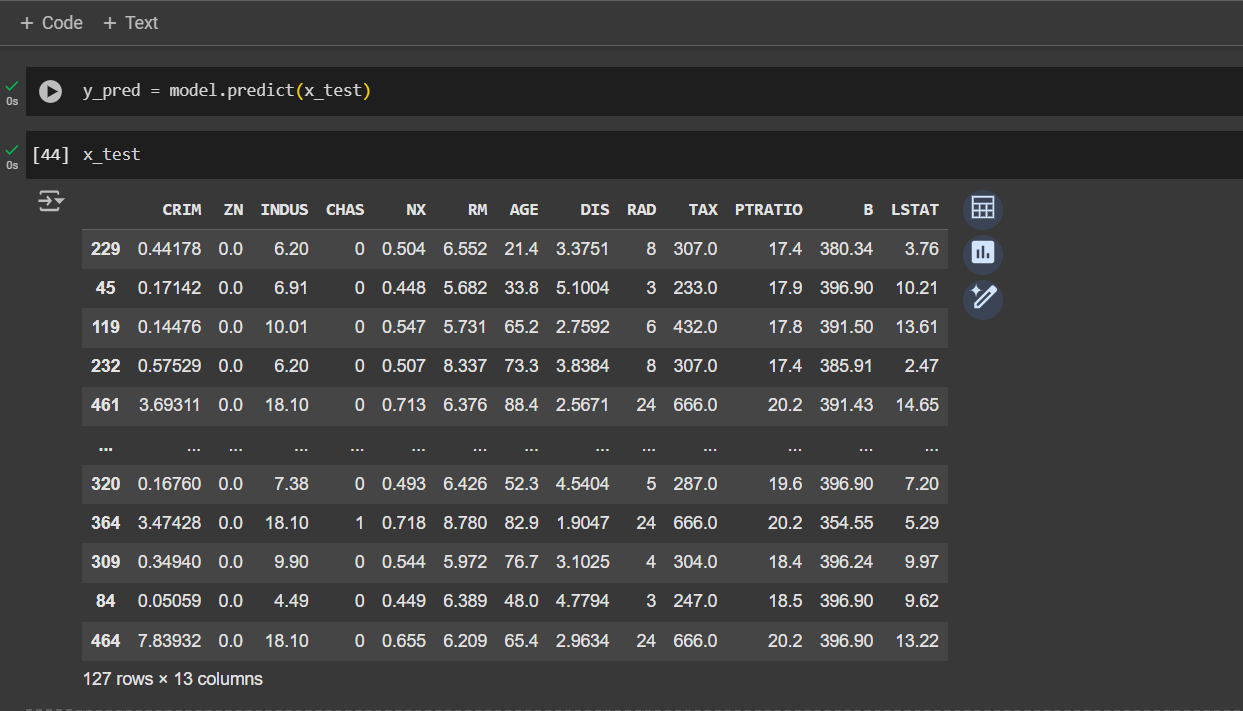 + Code + Text
0s
y_pred = model.predict(x_test)
0s
[44] x_test
CRIM ZN INDUS CHAS NX RM AGE DIS RAD TAX PTRATIO B LSTAT
229 0.44178 0.0 6.20 0 0.504 6.552 21.4 3.3751 8 307.0 17.4 380.34 3.76
45 0.17142 0.0 6.91 0 0.448 5.682 33.8 5.1004 3 233.0 17.9 396.90 10.21
119 0.14476 0.0 10.01 0 0.547 5.731 65.2 2.7592 6 432.0 17.8 391.50 13.61
232 0.57529 0.0 6.20 0 0.507 8.337 73.3 3.8384 8 307.0 17.4 385.91 2.47
461 3.69311 0.0 18.10 0 0.713 6.376 88.4 2.5671 24 666.0 20.2 391.43 14.65
... ... ... ... ... ... ... ... ... ... ... ... ... ...
320 0.16760 0.0 7.38 0 0.493 6.426 52.3 4.5404 5 287.0 19.6 396.90 7.20
364 3.47428 0.0 18.10 1 0.718 8.780 82.9 1.9047 24 666.0 20.2 354.55 5.29
309 0.34940 0.0 9.90 0 0.544 5.972 76.7 3.1025 4 304.0 18.4 396.24 9.97
84 0.05059 0.0 4.49 0 0.449 6.389 48.0 4.7794 3 247.0 18.5 396.90 9.62
464 7.83932 0.0 18.10 0 0.655 6.209 65.4 2.9634 24 666.0 20.2 396.90 13.22
127 rows × 13 columns